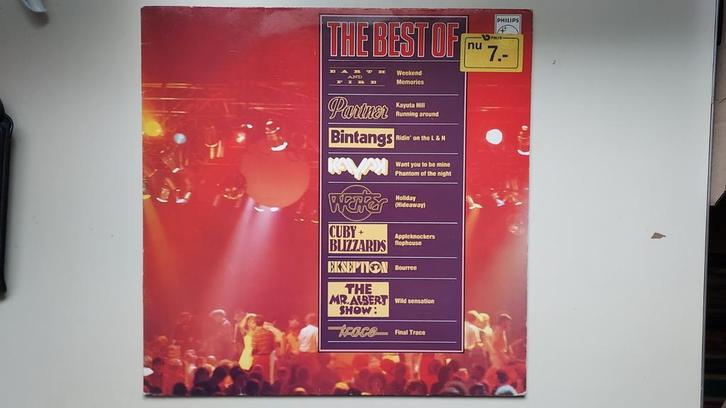 THE BEST OF
PHILIPS
nu 7.-
EARTH
AND
FIRE
Weekend
Memories
Partner
Kayuta Hill
Running around
Bintangs
Ridin' on the L & N
KAYAK
Want you to be mine
Phantom of the night
Holiday
(Hideaway)
CUBY +
BLIZZARDS
Appleknockers
flophouse
EKSEPTION
Bourree
THE
MR. ALBERT
SHOW:
Wild sensation
trace
Final Trace